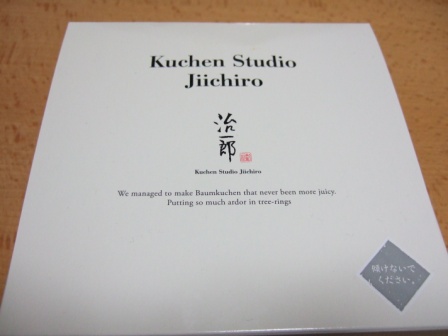 Kuchen Studio
Jiichiro
治一郎
Kuchen Studio Jiichiro
We managed to make Baumkuchen that never been more juicy.
Putting so much ardor in tree-rings
傾けないで
ください。